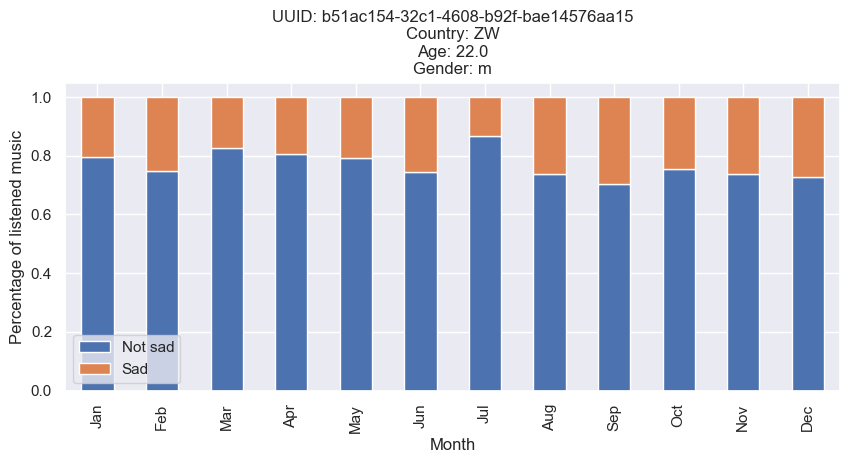 UUID: b51ac154-32c1-4608-b92f-bae14576aa15
Country: ZW
Age: 22.0
Gender: m
Percentage of listened music
1.0
0.8
0.6
0.4
0.2
0.0
Not sad
Sad
Jan Feb Mar Apr May Jun Jul Aug Sep Oct Nov Dec
Month